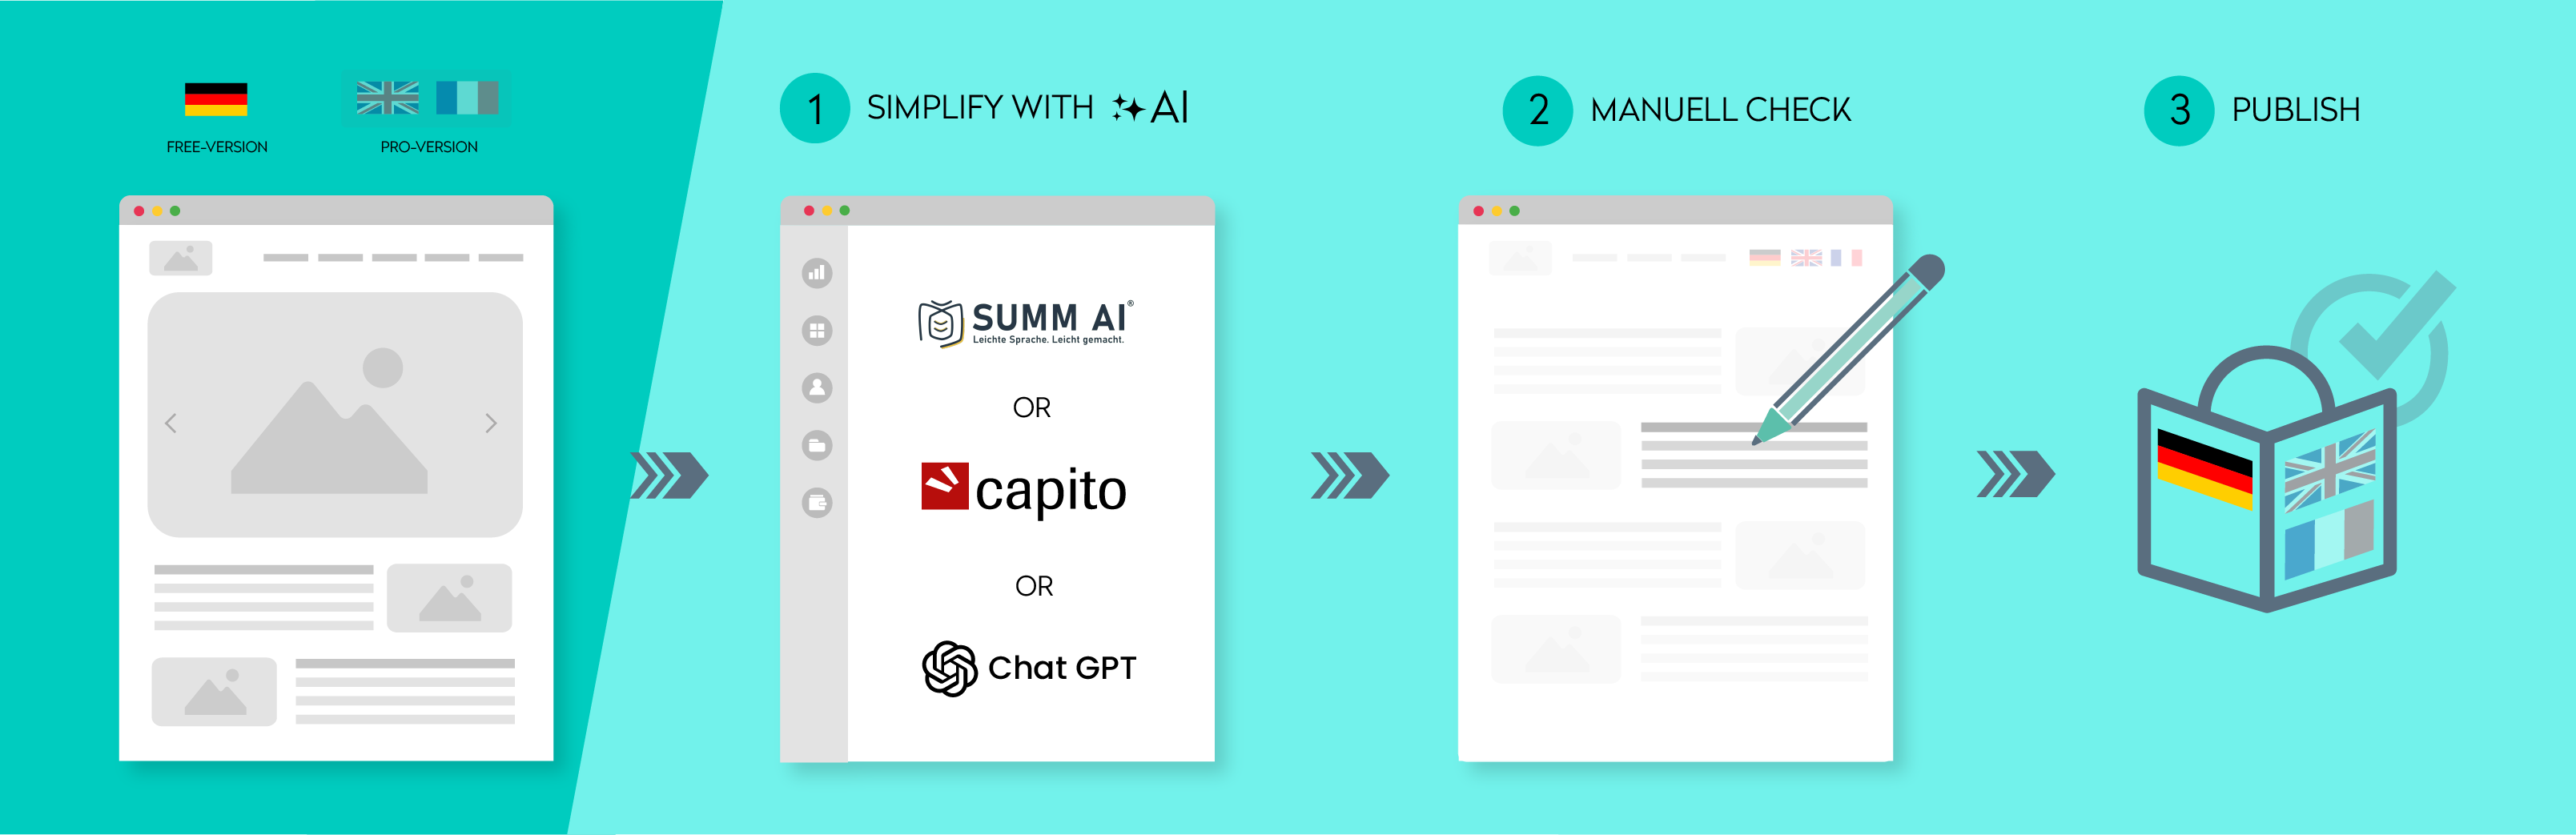 FREE-VERSION
PRO-VERSION
1 SIMPLIFY WITH AI
SUMM AI®
Leichte Sprache. Leicht gemacht.
OR
capito
OR
Chat GPT
2 MANUELL CHECK
3 PUBLISH